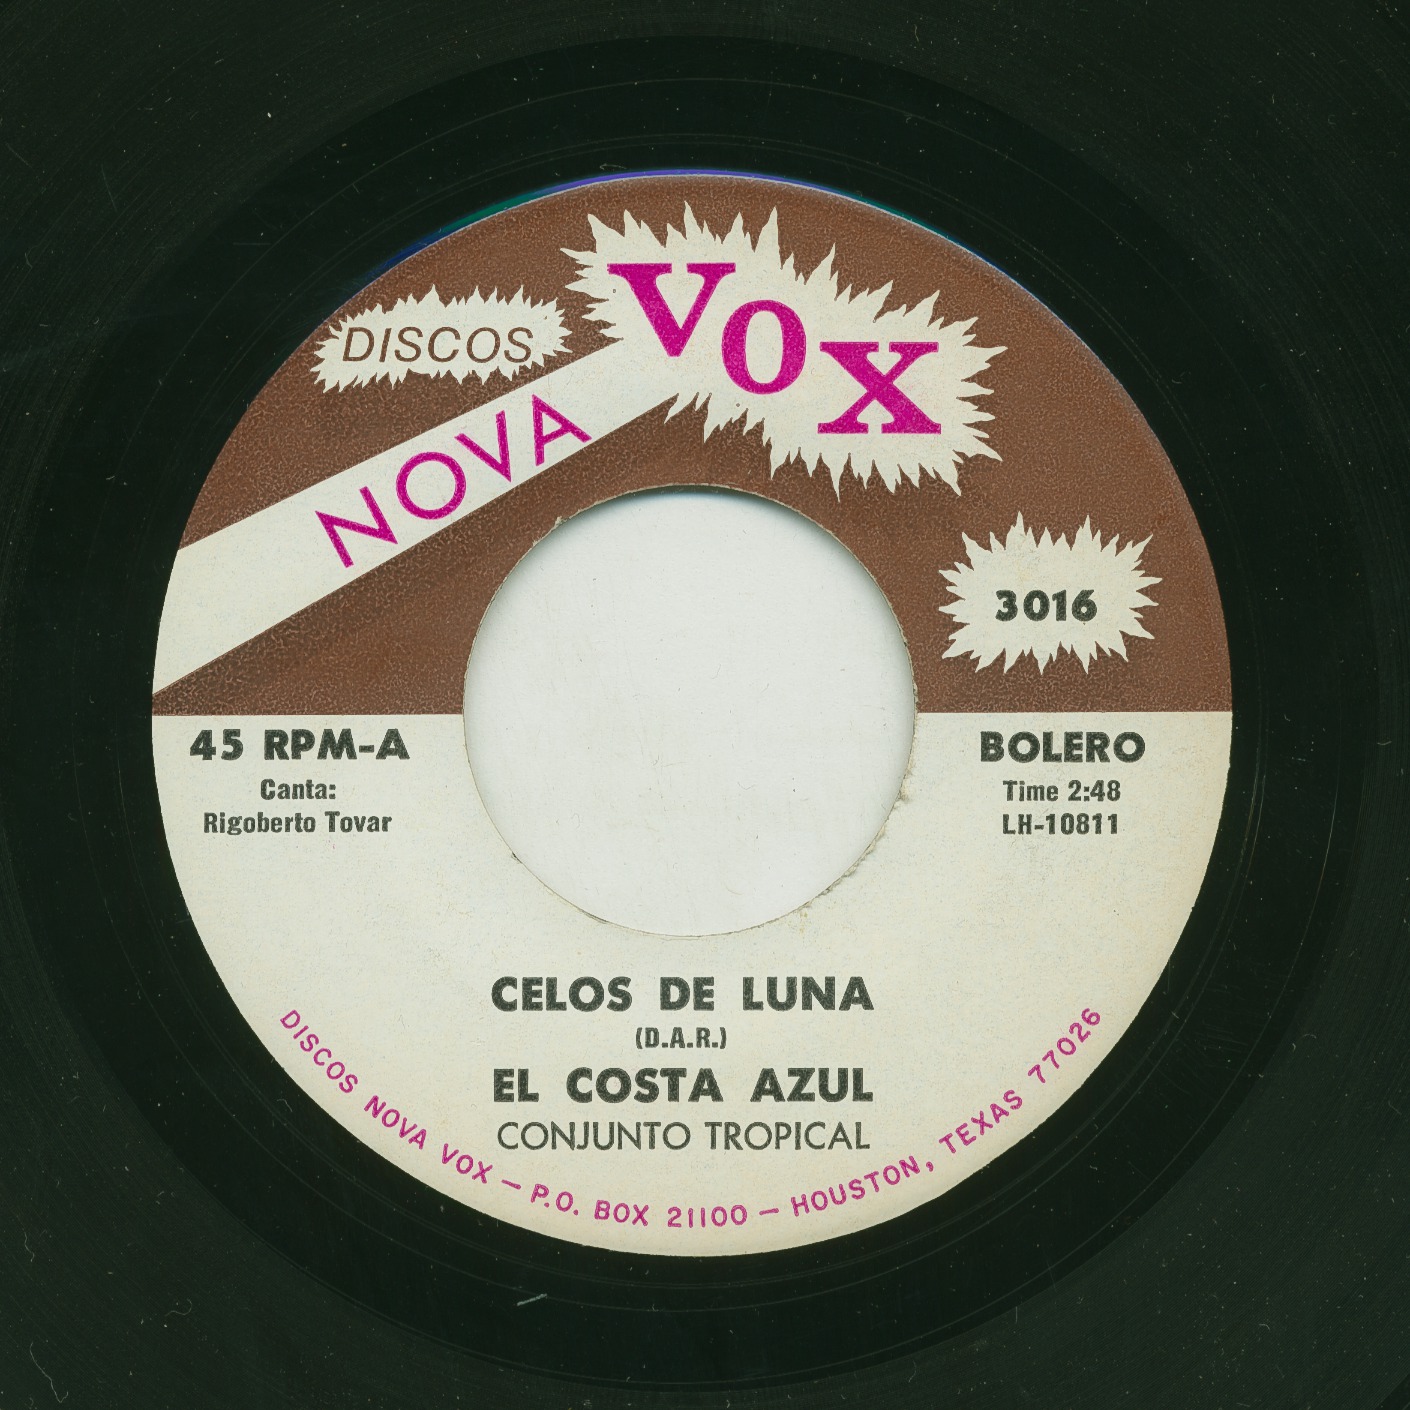 DISCOS
NOVA
VOX
3016
45 RPM-A
Canta:
Rigoberto Tovar
BOLERO
Time 2:48
LH-10811
CELOS DE LUNA
(D.A.R.)
EL COSTA AZUL
CONJUNTO TROPICAL
DISCOS NOVA VOX — P.O. BOX 21100 — HOUSTON, TEXAS 77026